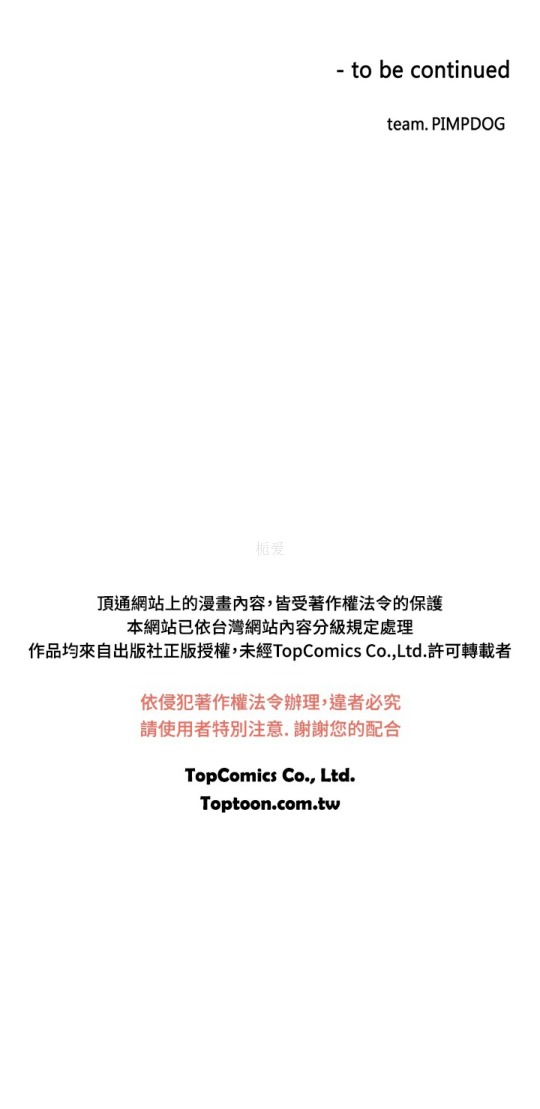 - to be continued
team. PIMPDOG
栀爱
頂通網站上的漫畫內容，皆受著作權法令的保護
本網站已依台灣網站內容分級規定處理
作品均來自出版社正版授權，未經TopComics Co.,Ltd.許可轉載者
依侵犯著作權法令辦理，違者必究
請使用者特別注意. 謝謝您的配合
TopComics Co., Ltd.
Toptoon.com.tw